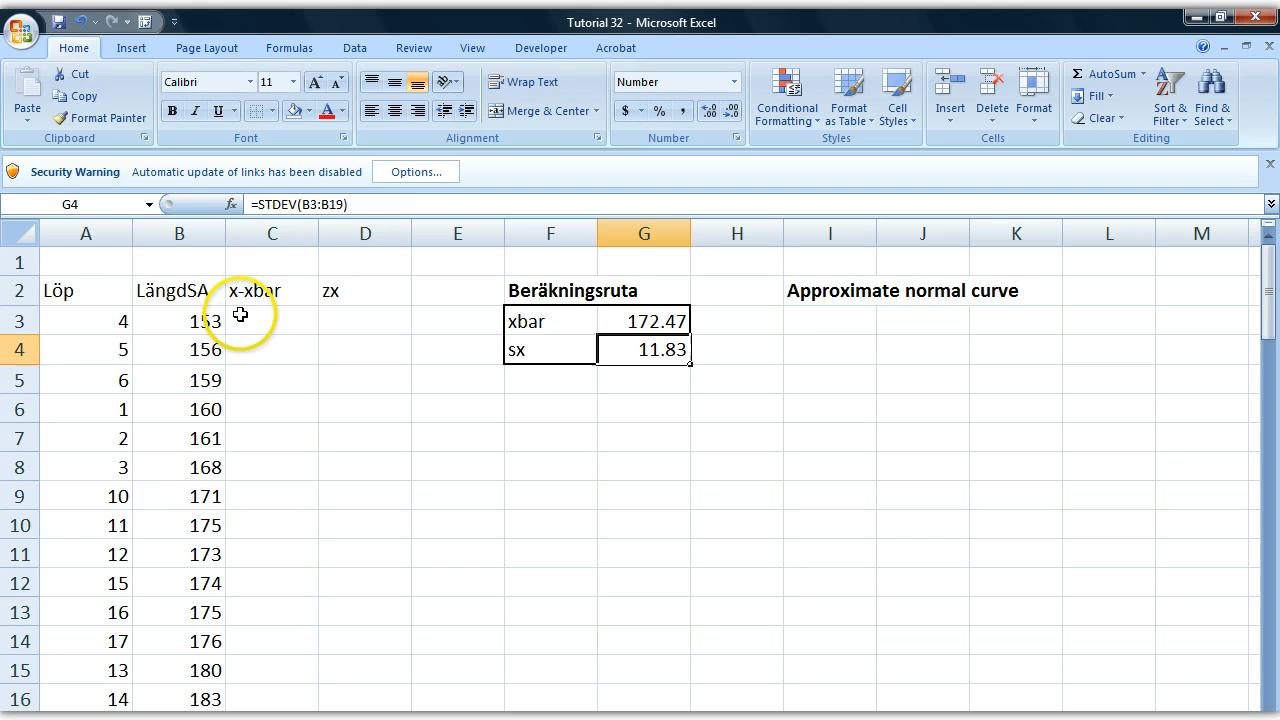 Tutorial 32 - Microsoft Excel
Home Insert Page Layout Formulas Data Review View Developer Acrobat
Paste
Cut
Copy
Format Painter
Clipboard
Calibri 11
B I U
A A
Font
Wrap Text
Merge & Center
Alignment
Number
$ % ,
Number
Conditional Formatting
Format as Table
Cell Styles
Styles
Insert Delete Format
Cells
Σ AutoSum
Fill
Clear
Sort & Filter
Find & Select
Editing
Security Warning Automatic update of links has been disabled Options...
G4 fx =STDEV(B3:B19)
A B C D E F G H I J K L M
1
2 Löp LängdSA x-xbar zx Beräkningsruta Approximate normal curve
3 4 153 xbar 172.47
4 5 156 sx 11.83
5 6 159
6 1 160
7 2 161
8 3 168
9 10 171
10 11 175
11 12 173
12 15 174
13 16 175
14 17 176
15 13 180
16 14 183